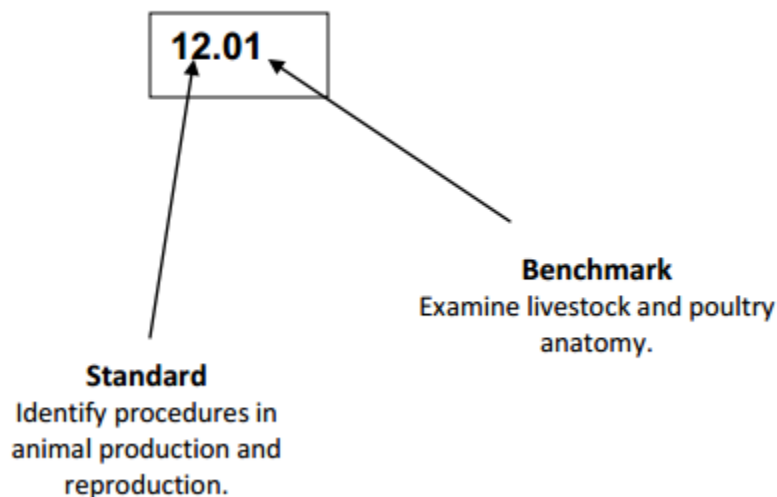 12.01
Benchmark
Examine livestock and poultry
anatomy.
Standard
Identify procedures in
animal production and
reproduction.